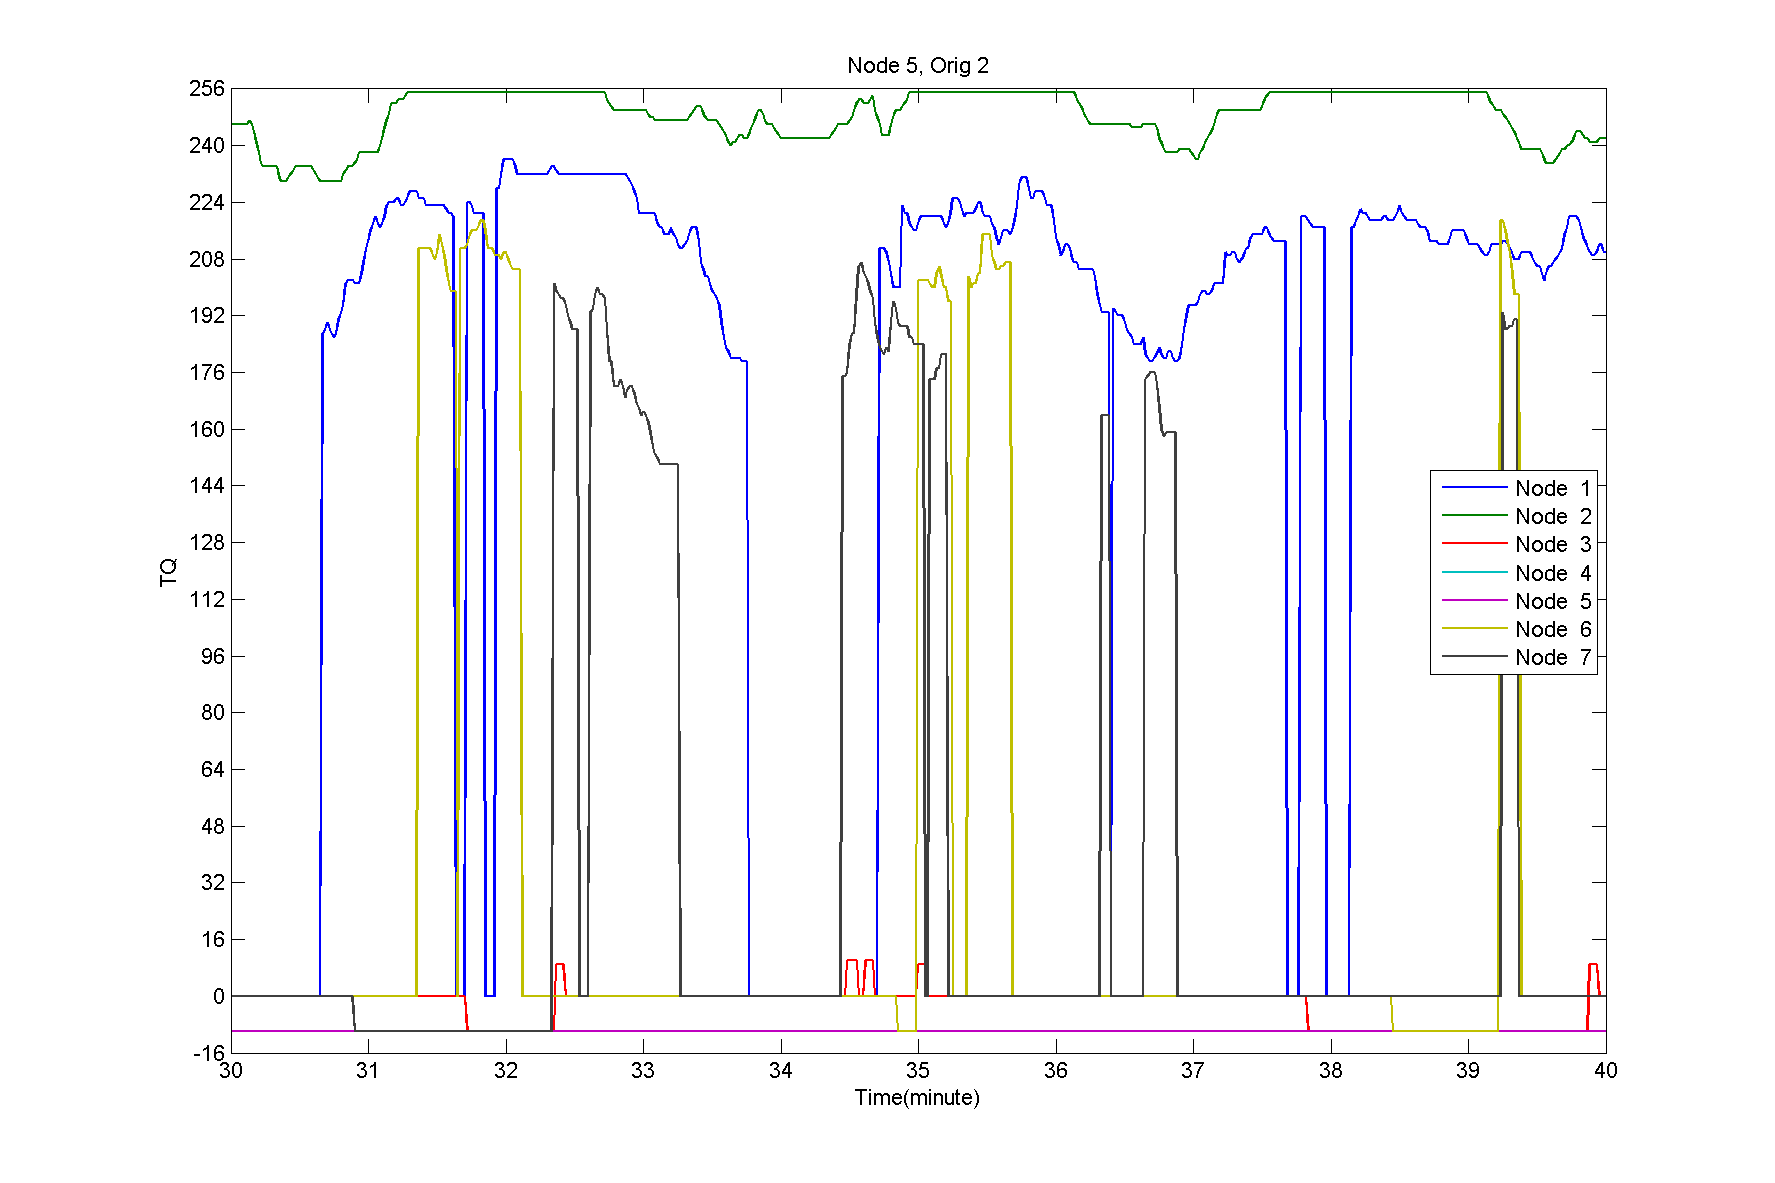 Node 5, Orig 2
256
240
224
208
192
176
160
144
128
112
96
80
64
48
32
16
0
-16
TQ
Node 1
Node 2
Node 3
Node 4
Node 5
Node 6
Node 7
30 31 32 33 34 35 36 37 38 39 40
Time(minute)